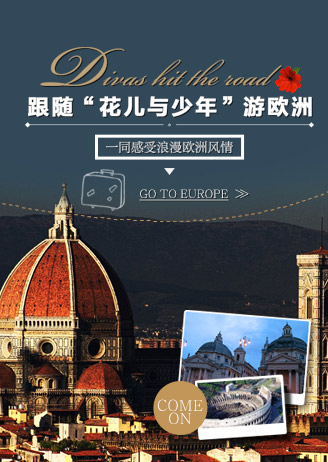 Divas hit the road
跟随“花儿与少年”游欧洲
一同感受浪漫欧洲风情
GO TO EUROPE ≫
COME
ON